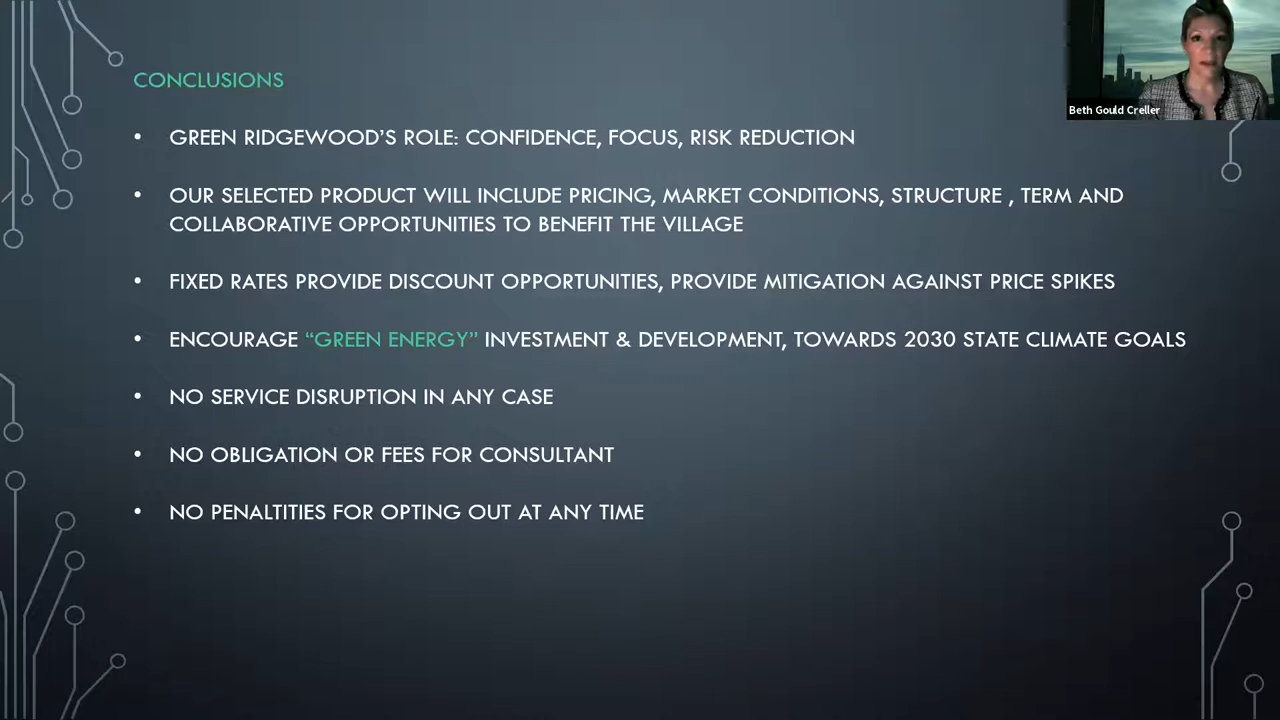 CONCLUSIONS
Beth Gould Creller
• GREEN RIDGEWOOD'S ROLE: CONFIDENCE, FOCUS, RISK REDUCTION
• OUR SELECTED PRODUCT WILL INCLUDE PRICING, MARKET CONDITIONS, STRUCTURE , TERM AND
COLLABORATIVE OPPORTUNITIES TO BENEFIT THE VILLAGE
• FIXED RATES PROVIDE DISCOUNT OPPORTUNITIES, PROVIDE MITIGATION AGAINST PRICE SPIKES
• ENCOURAGE “GREEN ENERGY” INVESTMENT & DEVELOPMENT, TOWARDS 2030 STATE CLIMATE GOALS
• NO SERVICE DISRUPTION IN ANY CASE
• NO OBLIGATION OR FEES FOR CONSULTANT
• NO PENALTITIES FOR OPTING OUT AT ANY TIME